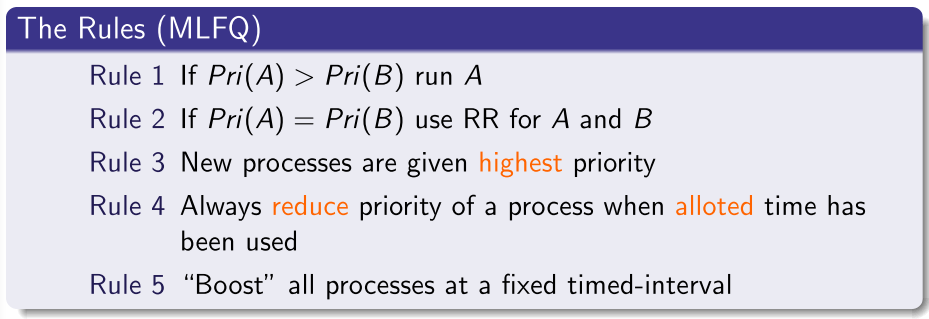 The Rules (MLFQ)
Rule 1 If Pri(A) > Pri(B) run A
Rule 2 If Pri(A) = Pri(B) use RR for A and B
Rule 3 New processes are given highest priority
Rule 4 Always reduce priority of a process when alloted time has
been used
Rule 5 “Boost” all processes at a fixed timed-interval